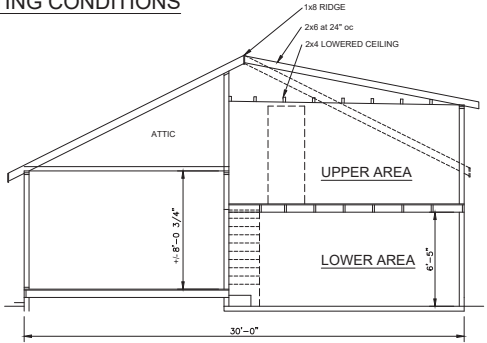 ING CONDITIONS
1x8 RIDGE
2x6 at 24" oc
2x4 LOWERED CEILING
ATTIC
UPPER AREA
+/-8'-0 3/4"
LOWER AREA
6'-5"
30'-0"